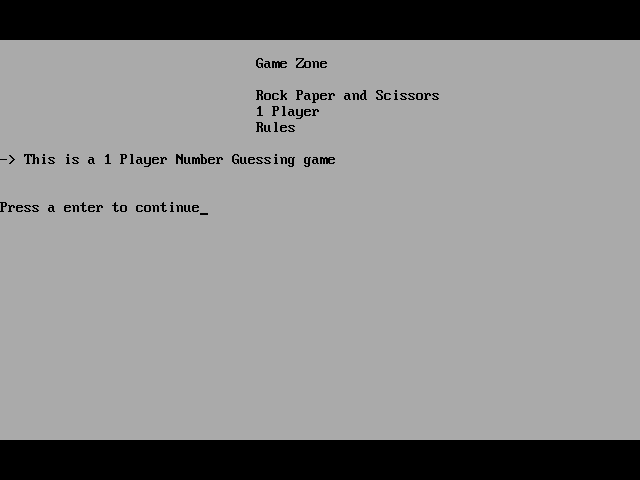 Game Zone
Rock Paper and Scissors
1 Player
Rules
-> This is a 1 Player Number Guessing game
Press a enter to continue_